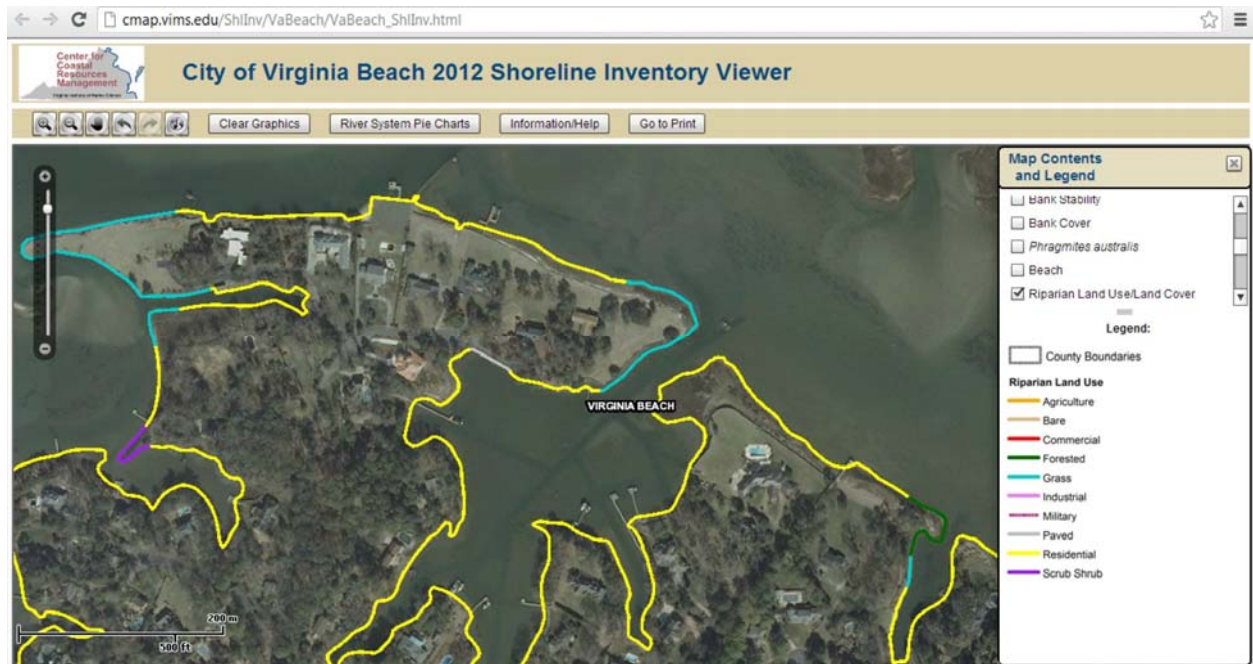 cmap.vims.edu/ShlInv/VaBeach/VaBeach_ShlInv.html
Center for
Coastal
Resources
Management
City of Virginia Beach 2012 Shoreline Inventory Viewer
Clear Graphics
River System Pie Charts
Information/Help
Go to Print
Map Contents
and Legend
Bank Stability
Bank Cover
Phragmites australis
Beach
Riparian Land Use/Land Cover
Legend:
County Boundaries
Riparian Land Use
Agriculture
Bare
Commercial
Forested
Grass
Industrial
Military
Paved
Residential
Scrub Shrub
VIRGINIA BEACH
200 m
500 ft